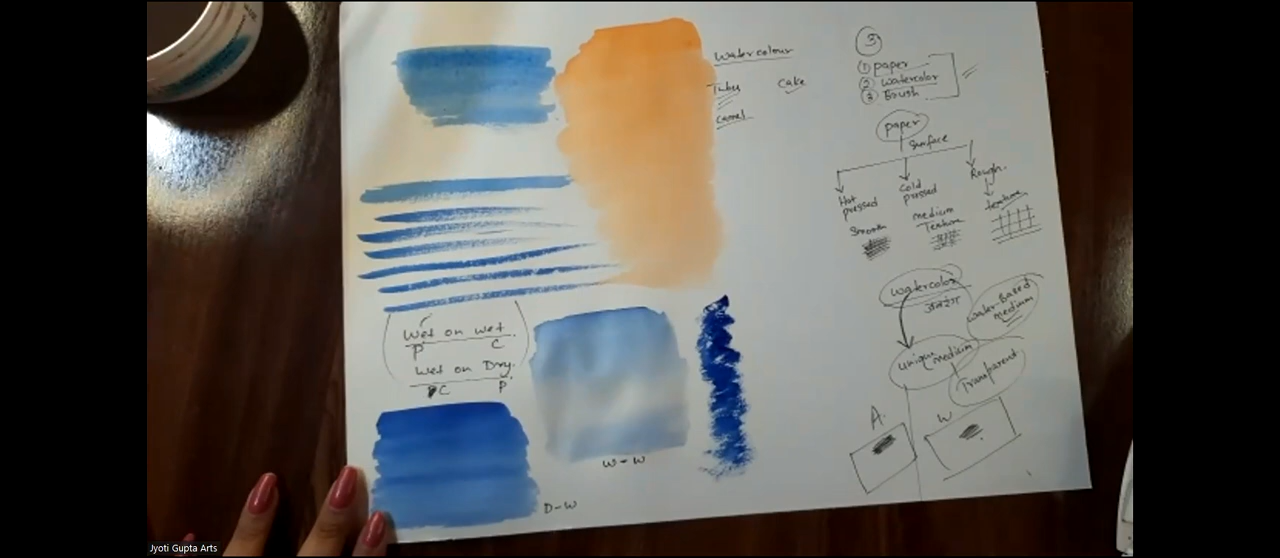 Watercolour
Tubes Cake
Camel
3
① paper
② Watercolor
③ Brush
paper
Surface
Hot pressed
Cold pressed
Rough.
Smooth
medium Texture
texture
watercolor
जलरंग
water-Based medium
unique medium
Transparent
A.
W
Wet on wet.
P C
Wet on Dry.
C P
W-W
D-W
Jyoti Gupta Arts